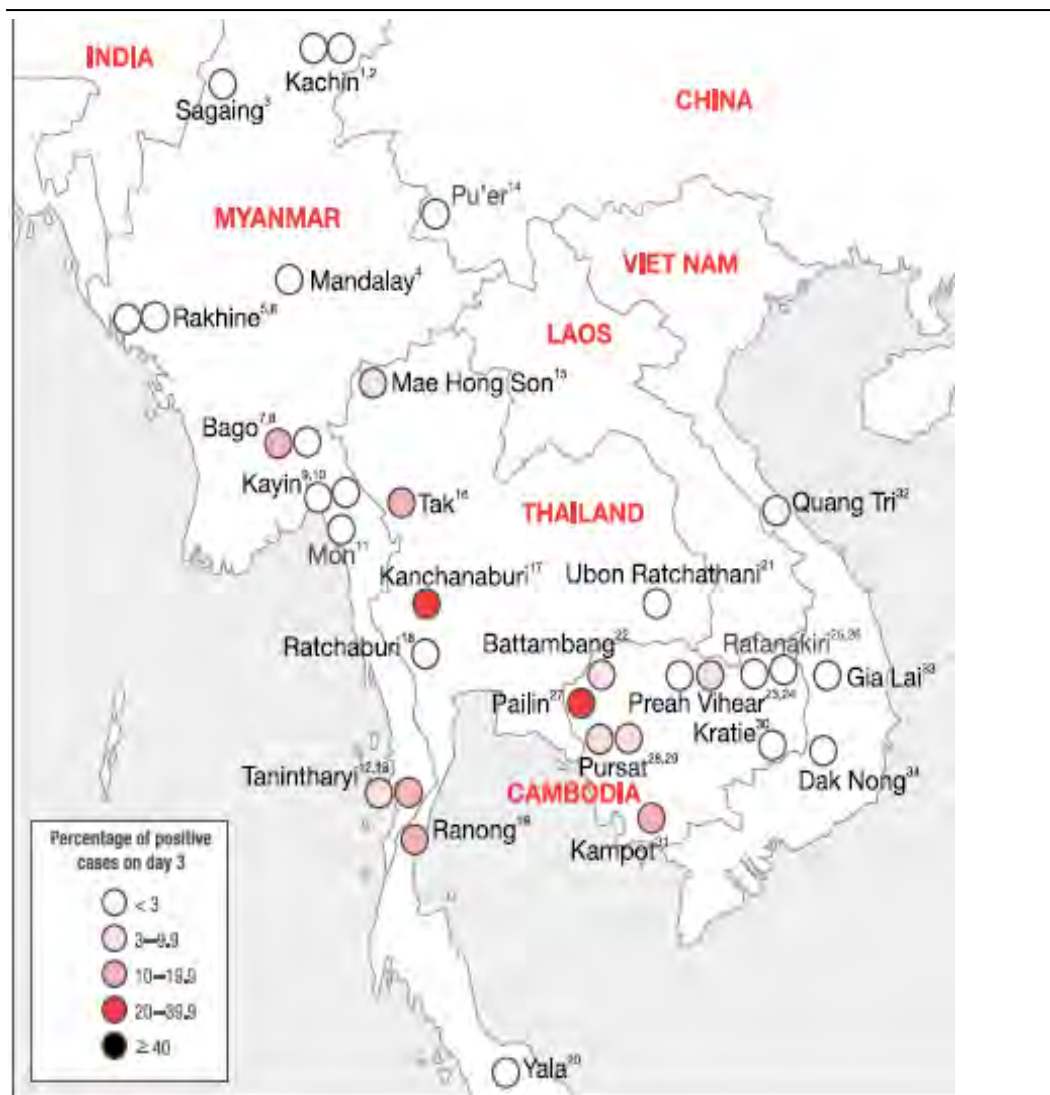 INDIA
Kachin1,2
Sagaing3
CHINA
Pu'er14
MYANMAR
VIET NAM
Mandalay4
Rakhine5,6
LAOS
Mae Hong Son15
Bago7,8
Kayin9,10
Tak16
THAILAND
Quang Tri32
Mon11
Kanchanaburi17
Ubon Ratchathani21
Ratchaburi18
Battambang22
Ratanakiri25,26
Gia Lai33
Pailin27
Prean Vihear23,24
Kratie30
Pursat28,29
Dak Nong34
Tanintharyi12,13
CAMBODIA
Ranong19
Kampot31
Percentage of positive
cases on day 3
< 3
3–9.9
10–19.9
20–39.9
≥ 40
Yala20